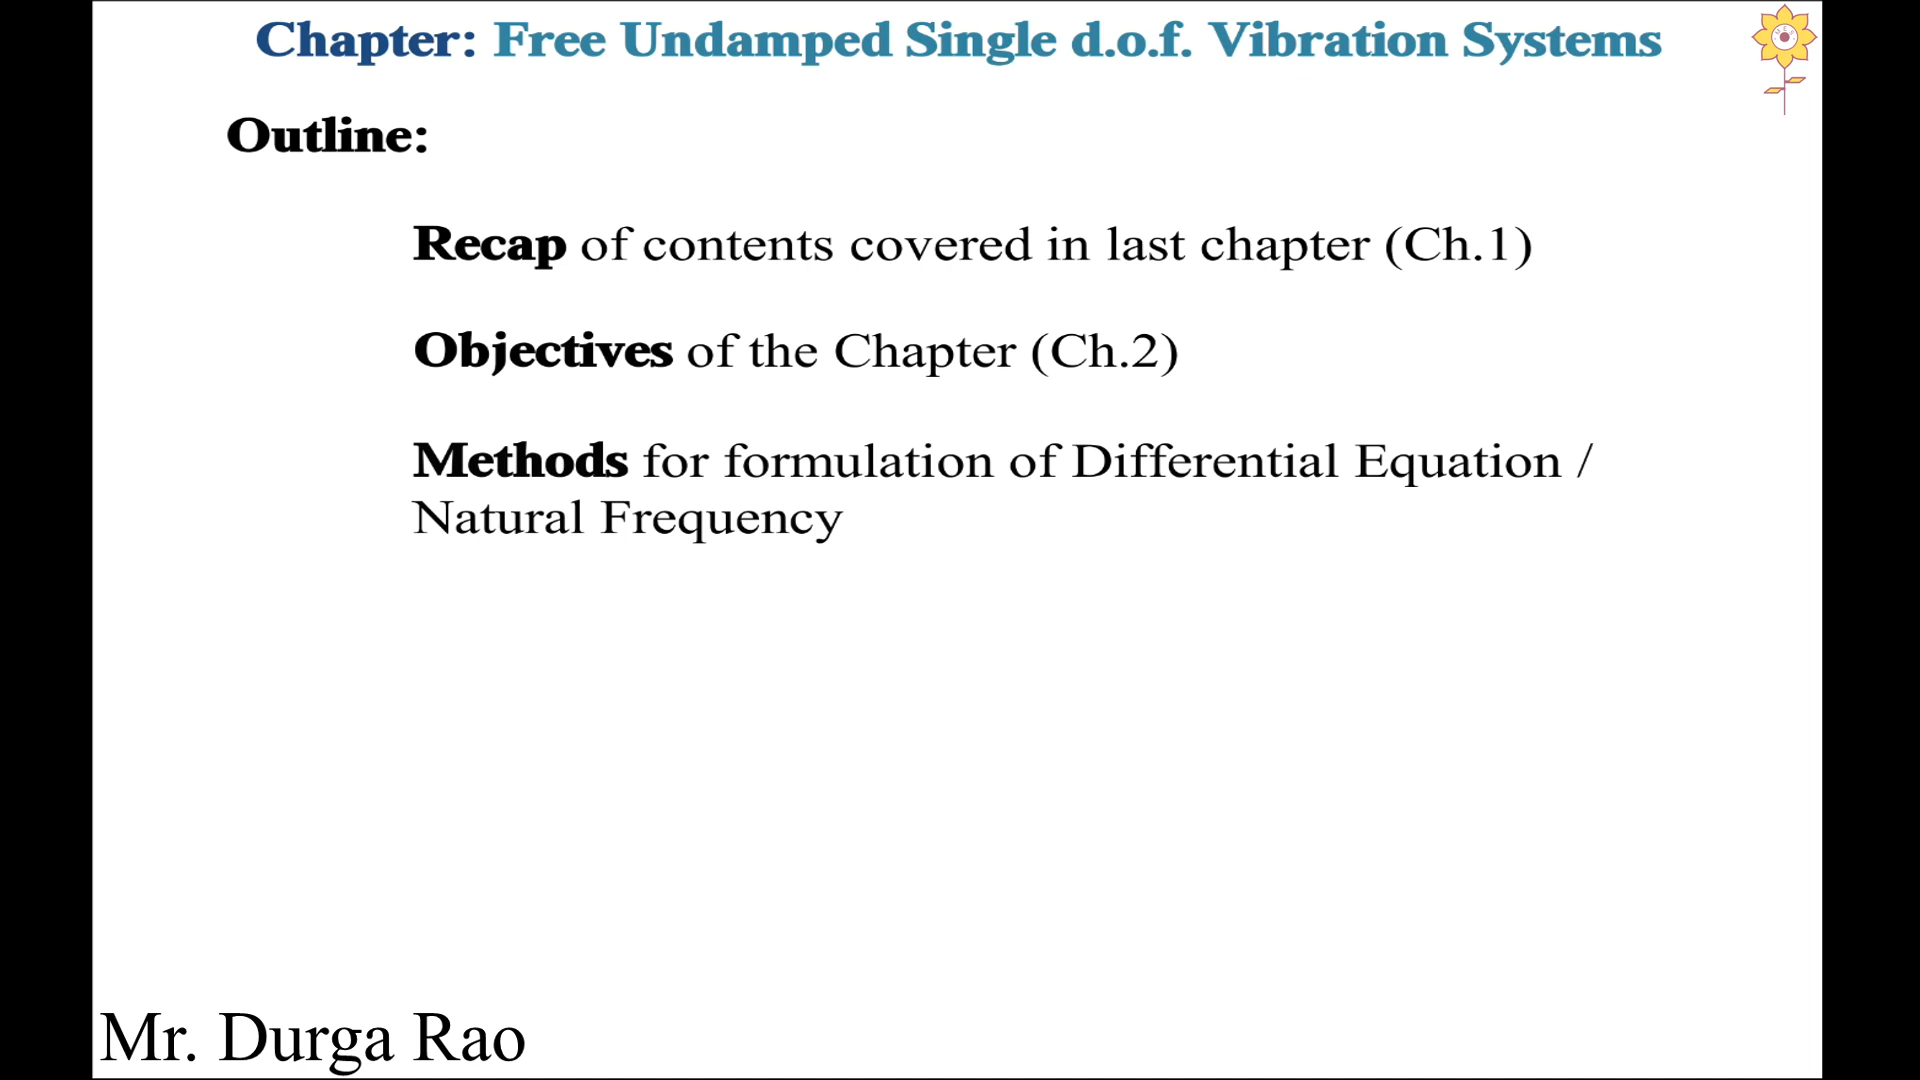 Chapter: Free Undamped Single d.o.f. Vibration Systems
Outline:
Recap of contents covered in last chapter (Ch.1)
Objectives of the Chapter (Ch.2)
Methods for formulation of Differential Equation /
Natural Frequency
Mr. Durga Rao